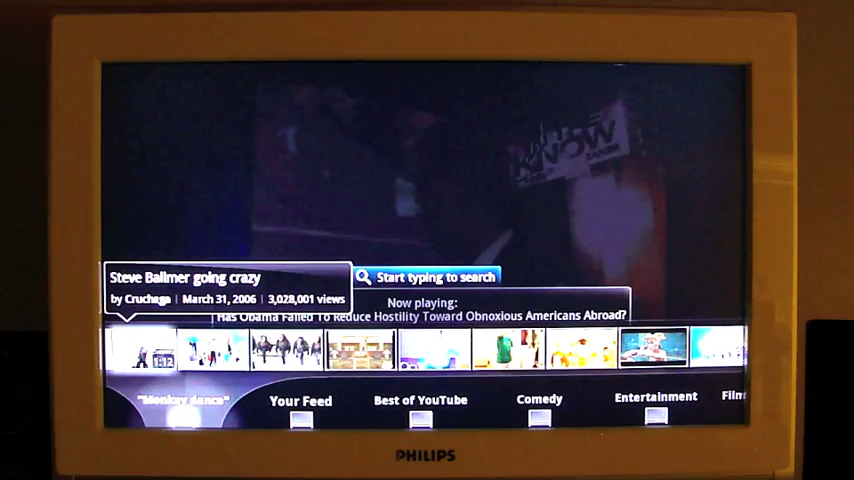 KNOW
Steve Ballmer going crazy
by Cruchaga | March 31, 2006 | 3,028,001 views
Start typing to search
Now playing:
Has Obama Failed To Reduce Hostility Toward Obnoxious Americans Abroad?
"Monkey dance"
Your Feed
Best of YouTube
Comedy
Entertainment
Film
PHILIPS